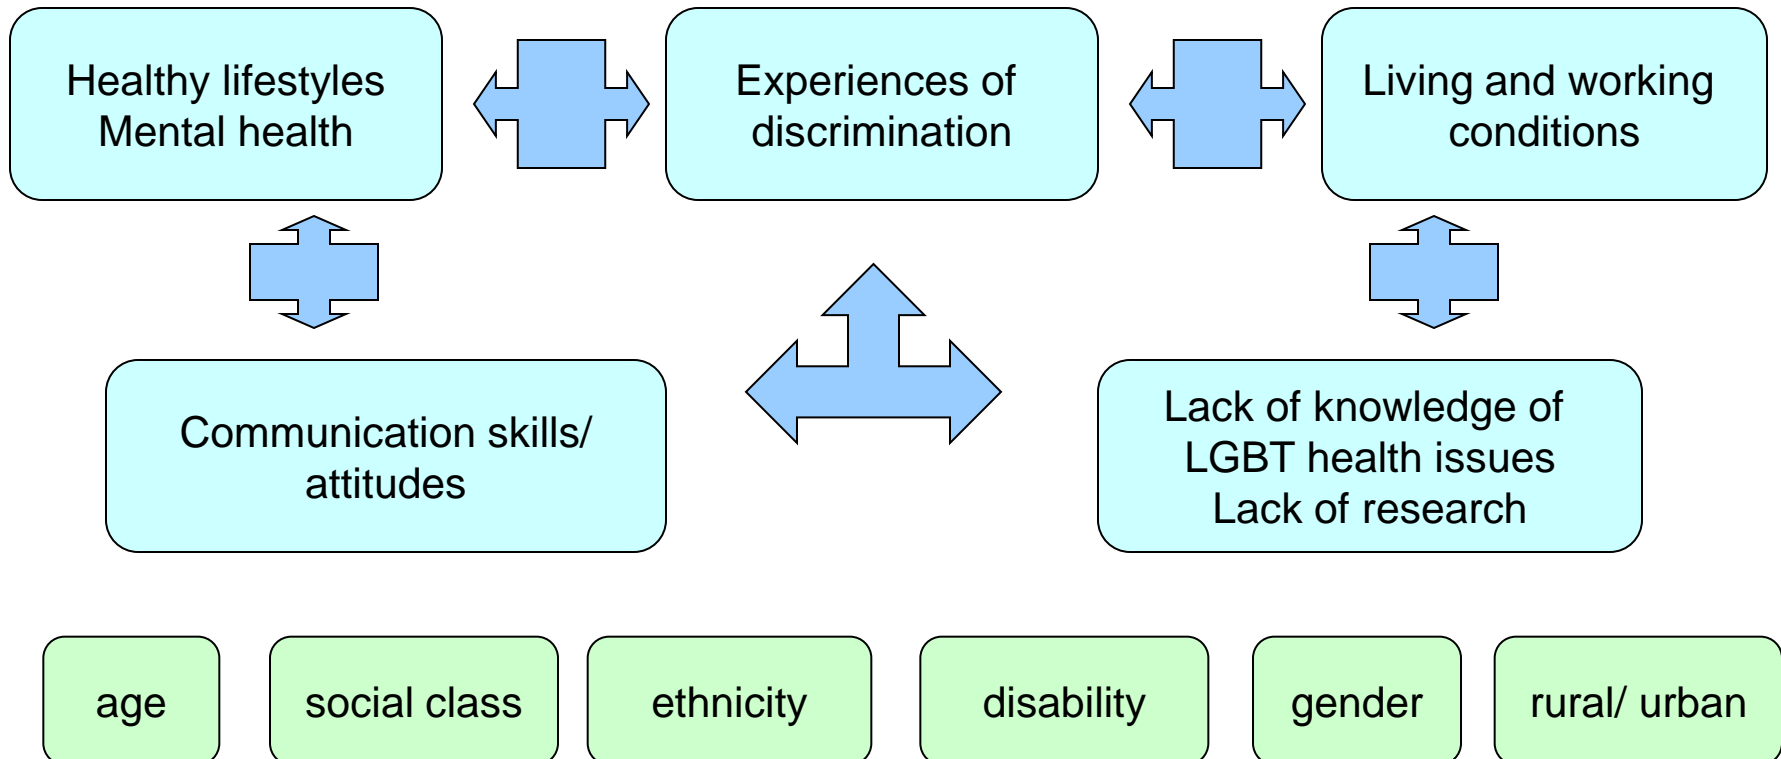 Healthy lifestyles
Mental health
Experiences of
discrimination
Living and working
conditions
Communication skills/
attitudes
Lack of knowledge of
LGBT health issues
Lack of research
age
social class
ethnicity
disability
gender
rural/ urban